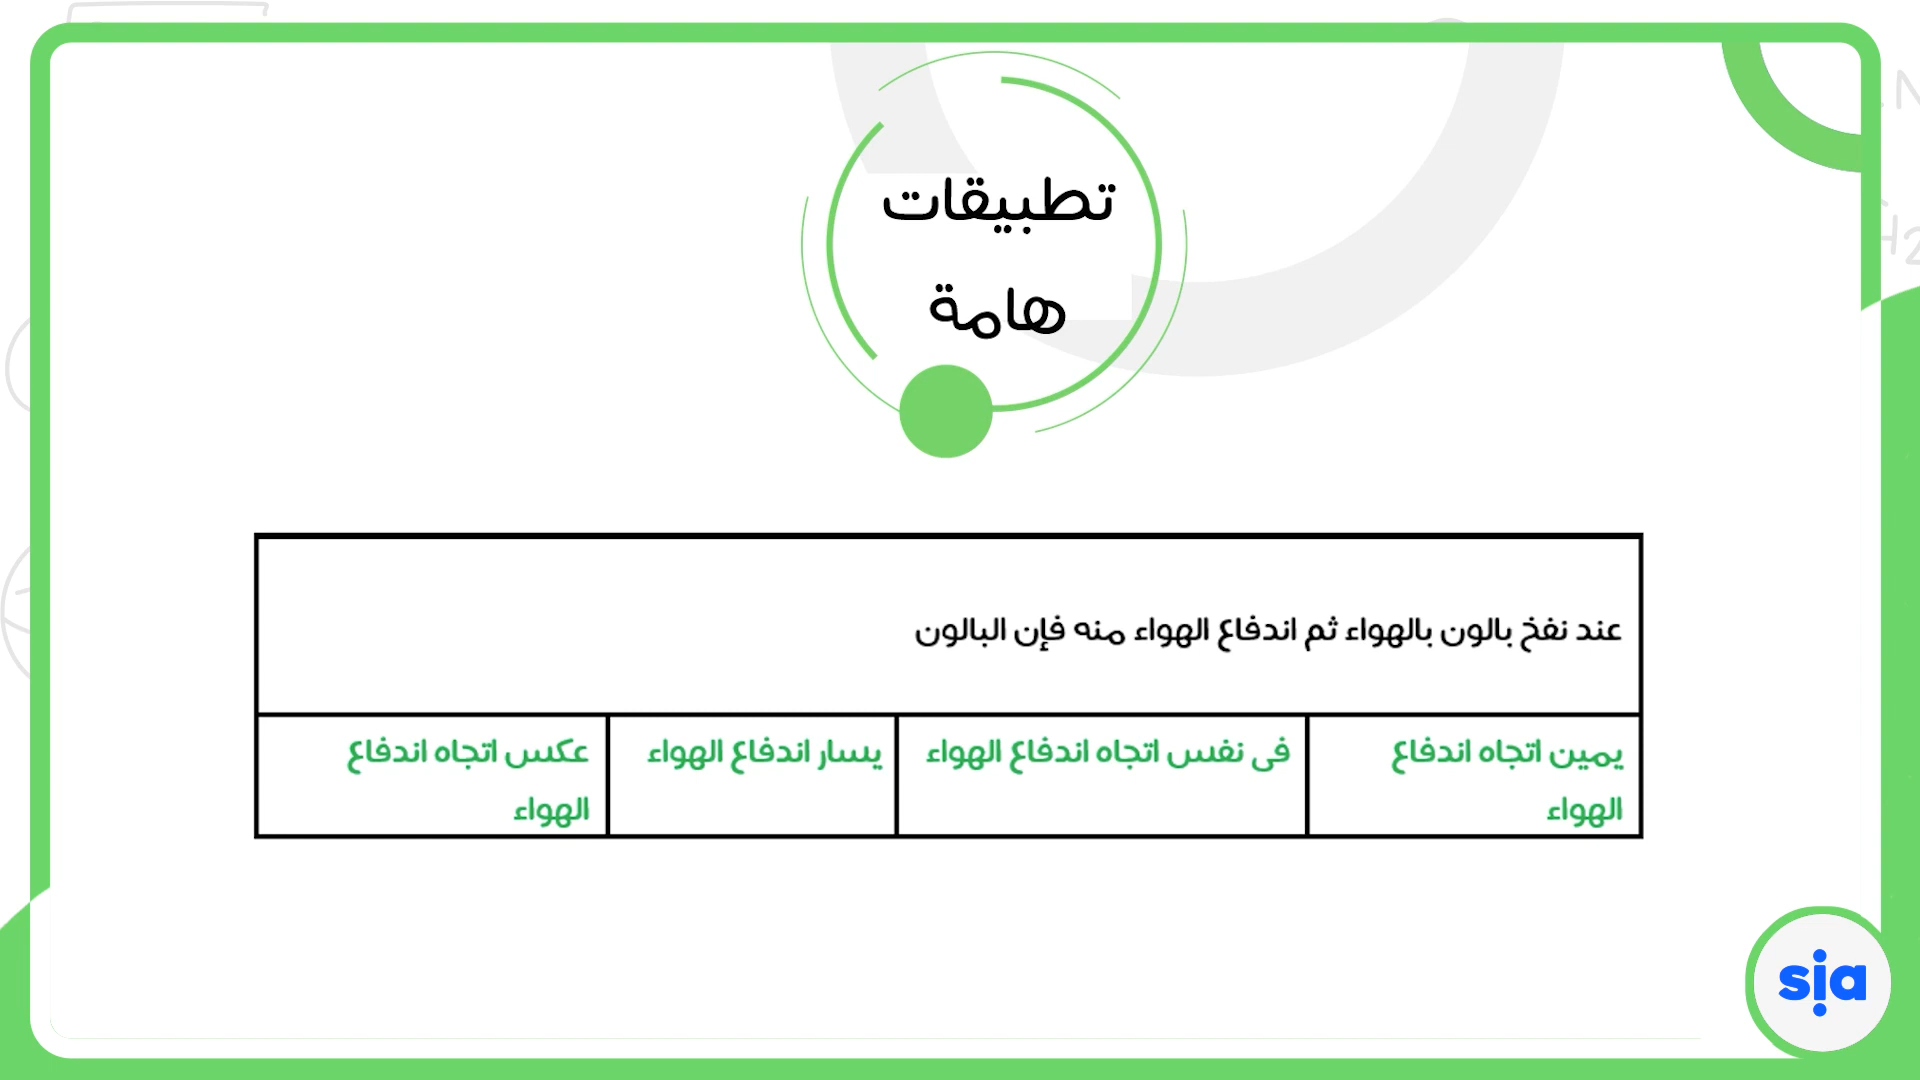 تطبيقات
هامة
عند نفخ بالون بالهواء ثم اندفاع الهواء منه فإن البالون
يمين اتجاه اندفاع
الهواء
فى نفس اتجاه اندفاع الهواء
يسار اندفاع الهواء
عكس اتجاه اندفاع
الهواء
sia